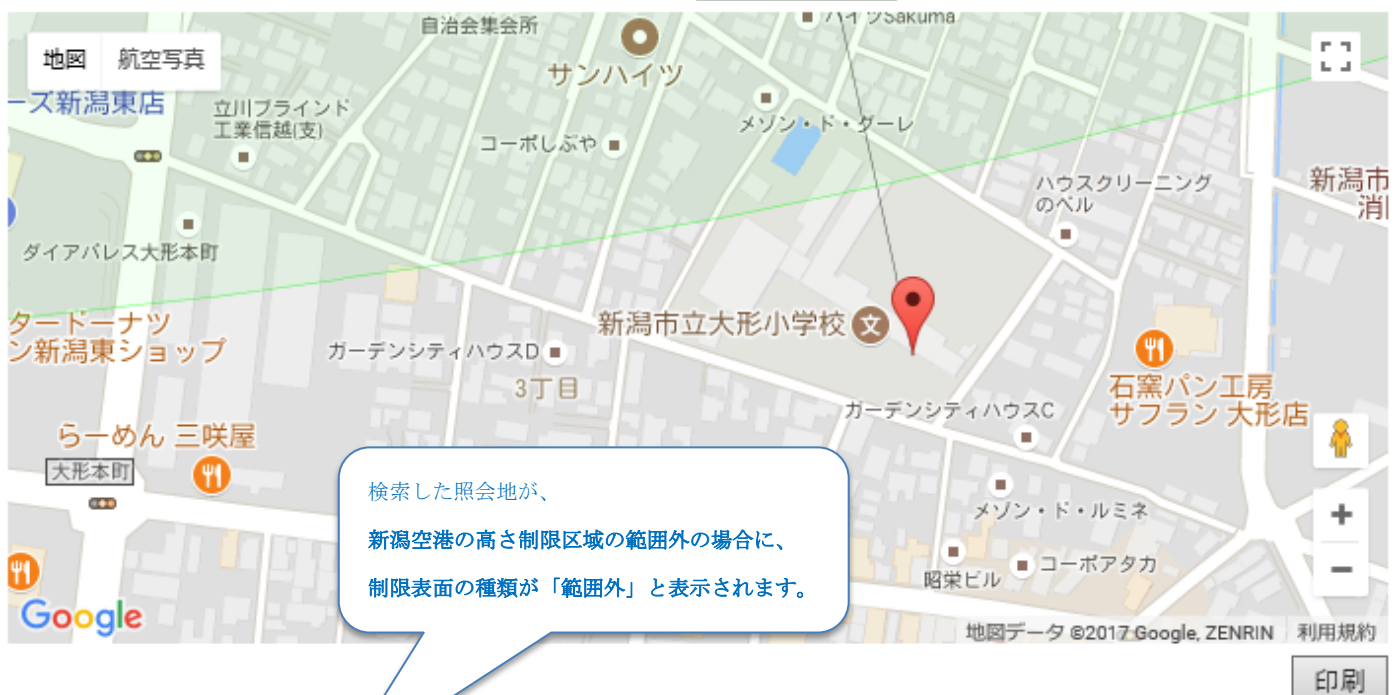 ハイツSakuma
自治会集会所
地図 航空写真
サンハイツ
ーズ新潟東店
立川ブラインド
工業信越(支)
メゾン・ド・グーレ
コーポしぶや
ハウスクリーニング
のベル
新潟市
消
ダイアパレス大形本町
タードーナツ
ン新潟東ショップ
新潟市立大形小学校
文
ガーデンシティハウスD
3丁目
石窯パン工房
サフラン 大形店
ガーデンシティハウスC
らーめん 三咲屋
大形本町
検索した照会地が、
新潟空港の高さ制限区域の範囲外の場合に、
制限表面の種類が「範囲外」と表示されます。
メゾン・ド・ルミネ
+
コーポアタカ
昭栄ビル
−
Google
地図データ ©2017 Google, ZENRIN 利用規約
印刷